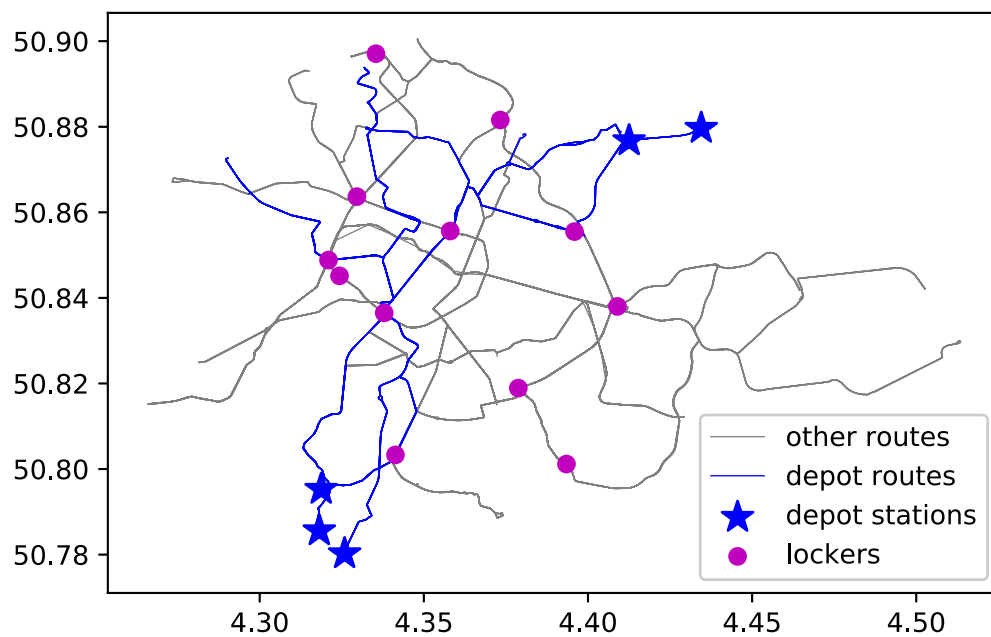 50.90
50.88
50.86
50.84
50.82
50.80
50.78
4.30 4.35 4.40 4.45 4.50
other routes
depot routes
depot stations
lockers